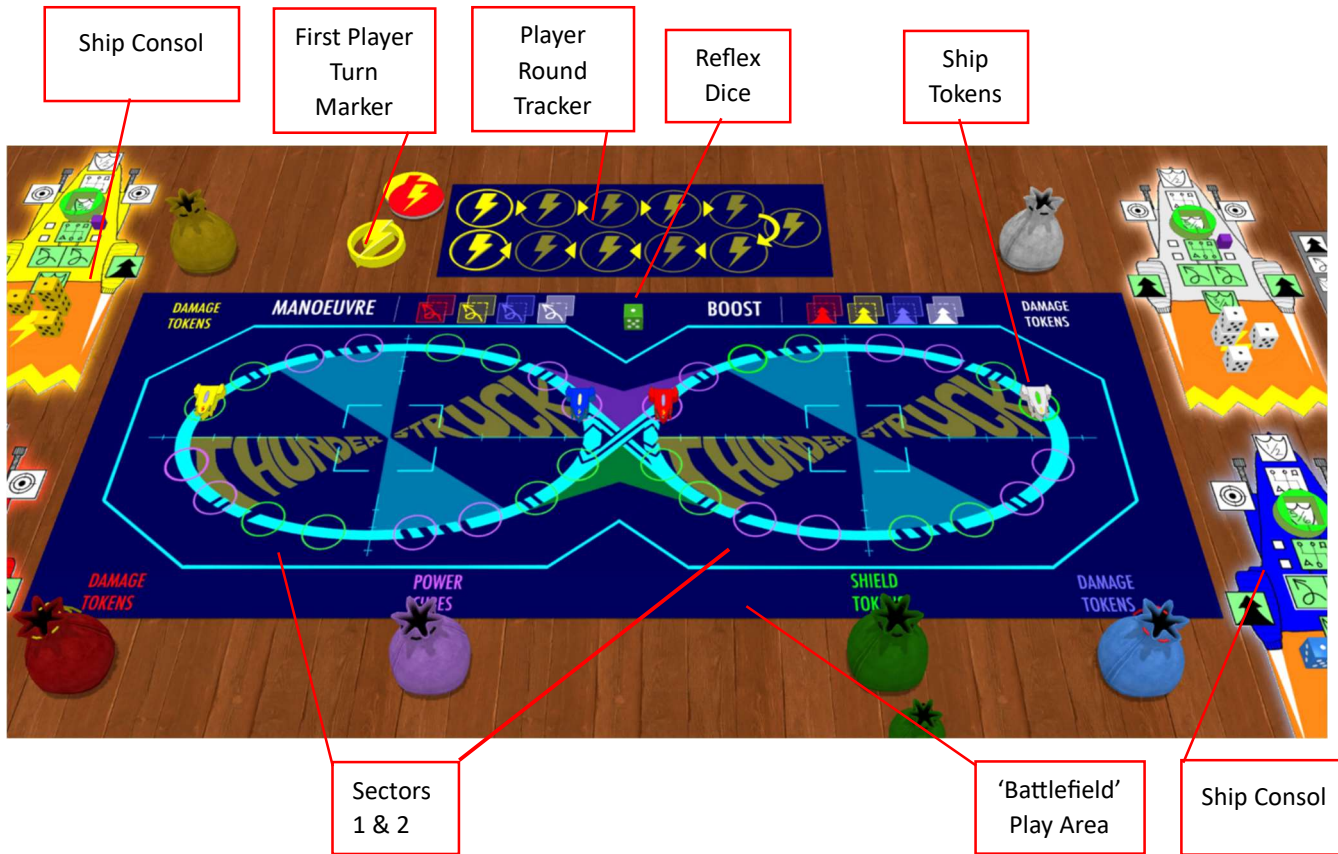 Ship Consol
First Player
Turn
Marker
Player
Round
Tracker
Reflex
Dice
Ship
Tokens
DAMAGE
TOKENS
MANOEUVRE
BOOST
DAMAGE
TOKENS
THUNDER
STRUCK
THUNDER
STRUCK
DAMAGE
TOKENS
POWER
SHIELD
DAMAGE
TOKENS
Sectors
1 & 2
‘Battlefield’
Play Area
Ship Consol